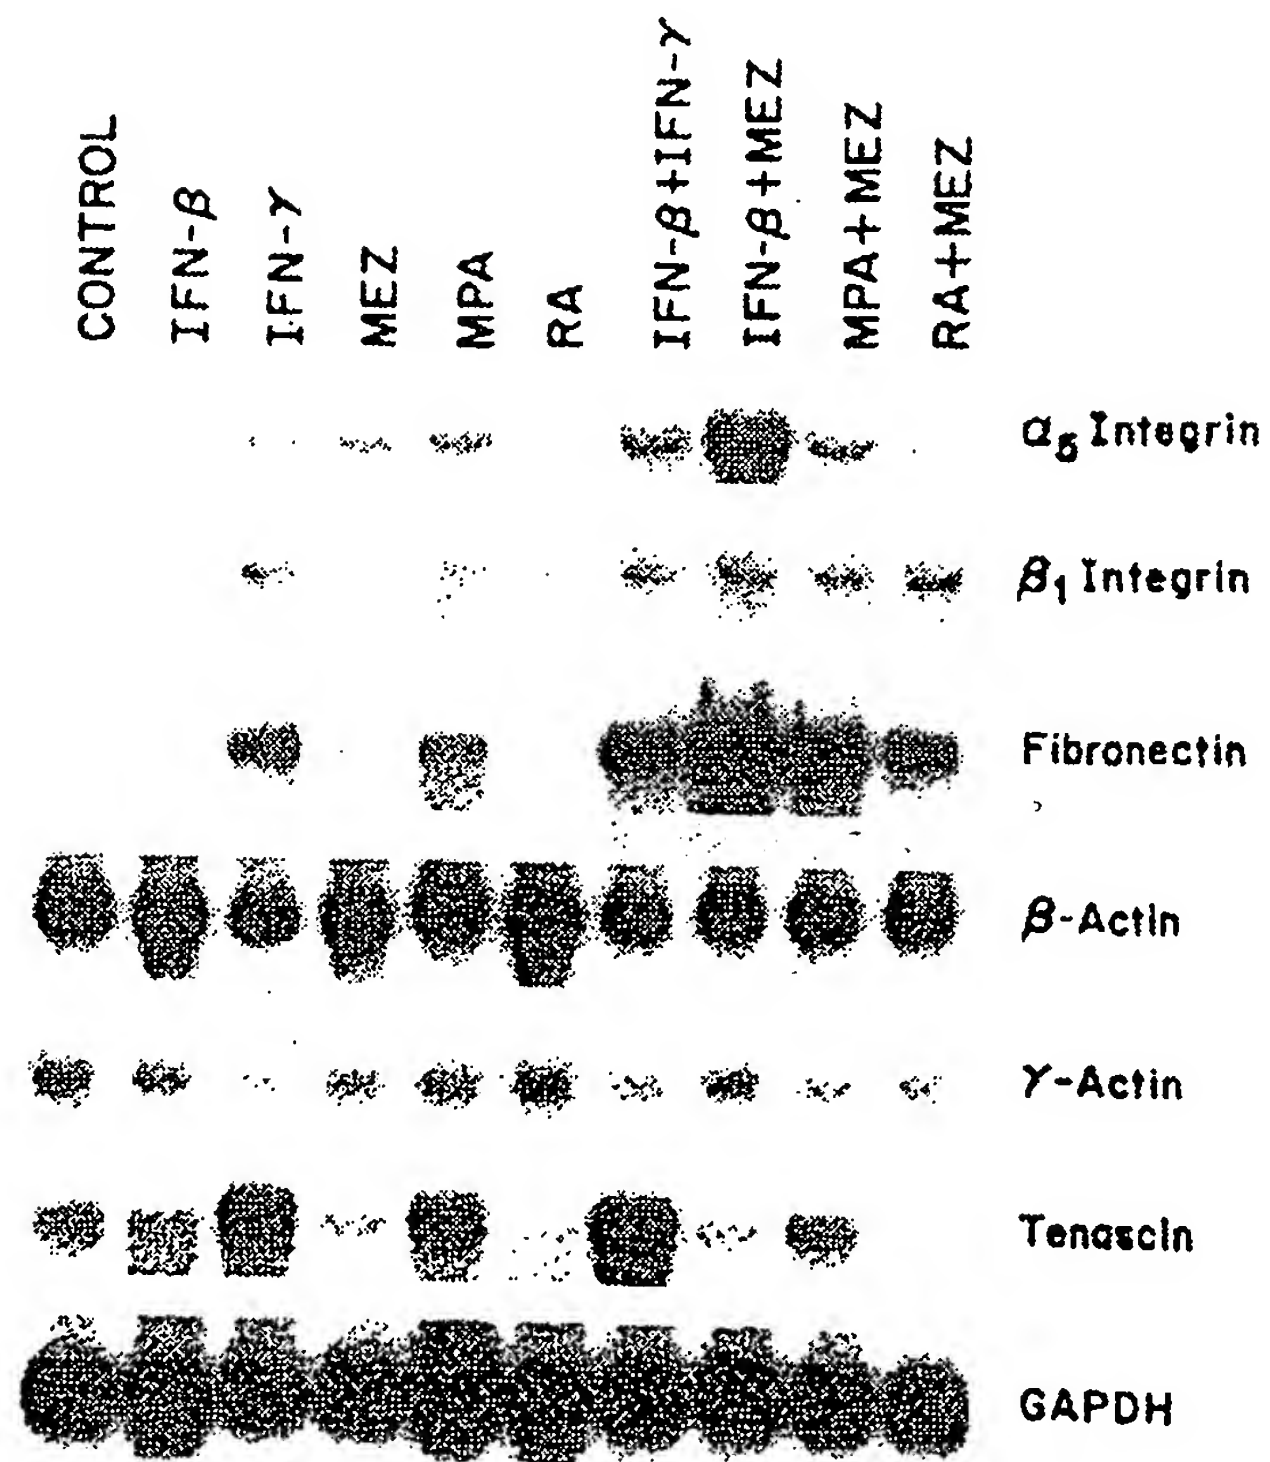 CONTROL
IFN-β
IFN-γ
MEZ
MPA
RA
IFN-β+IFN-γ
IFN-β+MEZ
MPA+MEZ
RA+MEZ
α5 Integrin
β1 Integrin
Fibronectin
β-Actin
γ-Actin
Tenascin
GAPDH